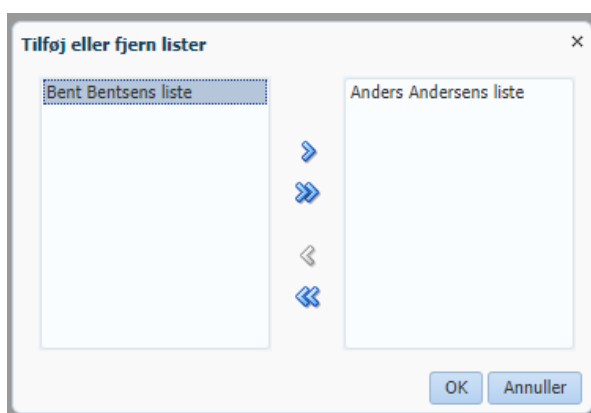 Tilføj eller fjern lister
Bent Bentsens liste
Anders Andersens liste
OK
Annuller